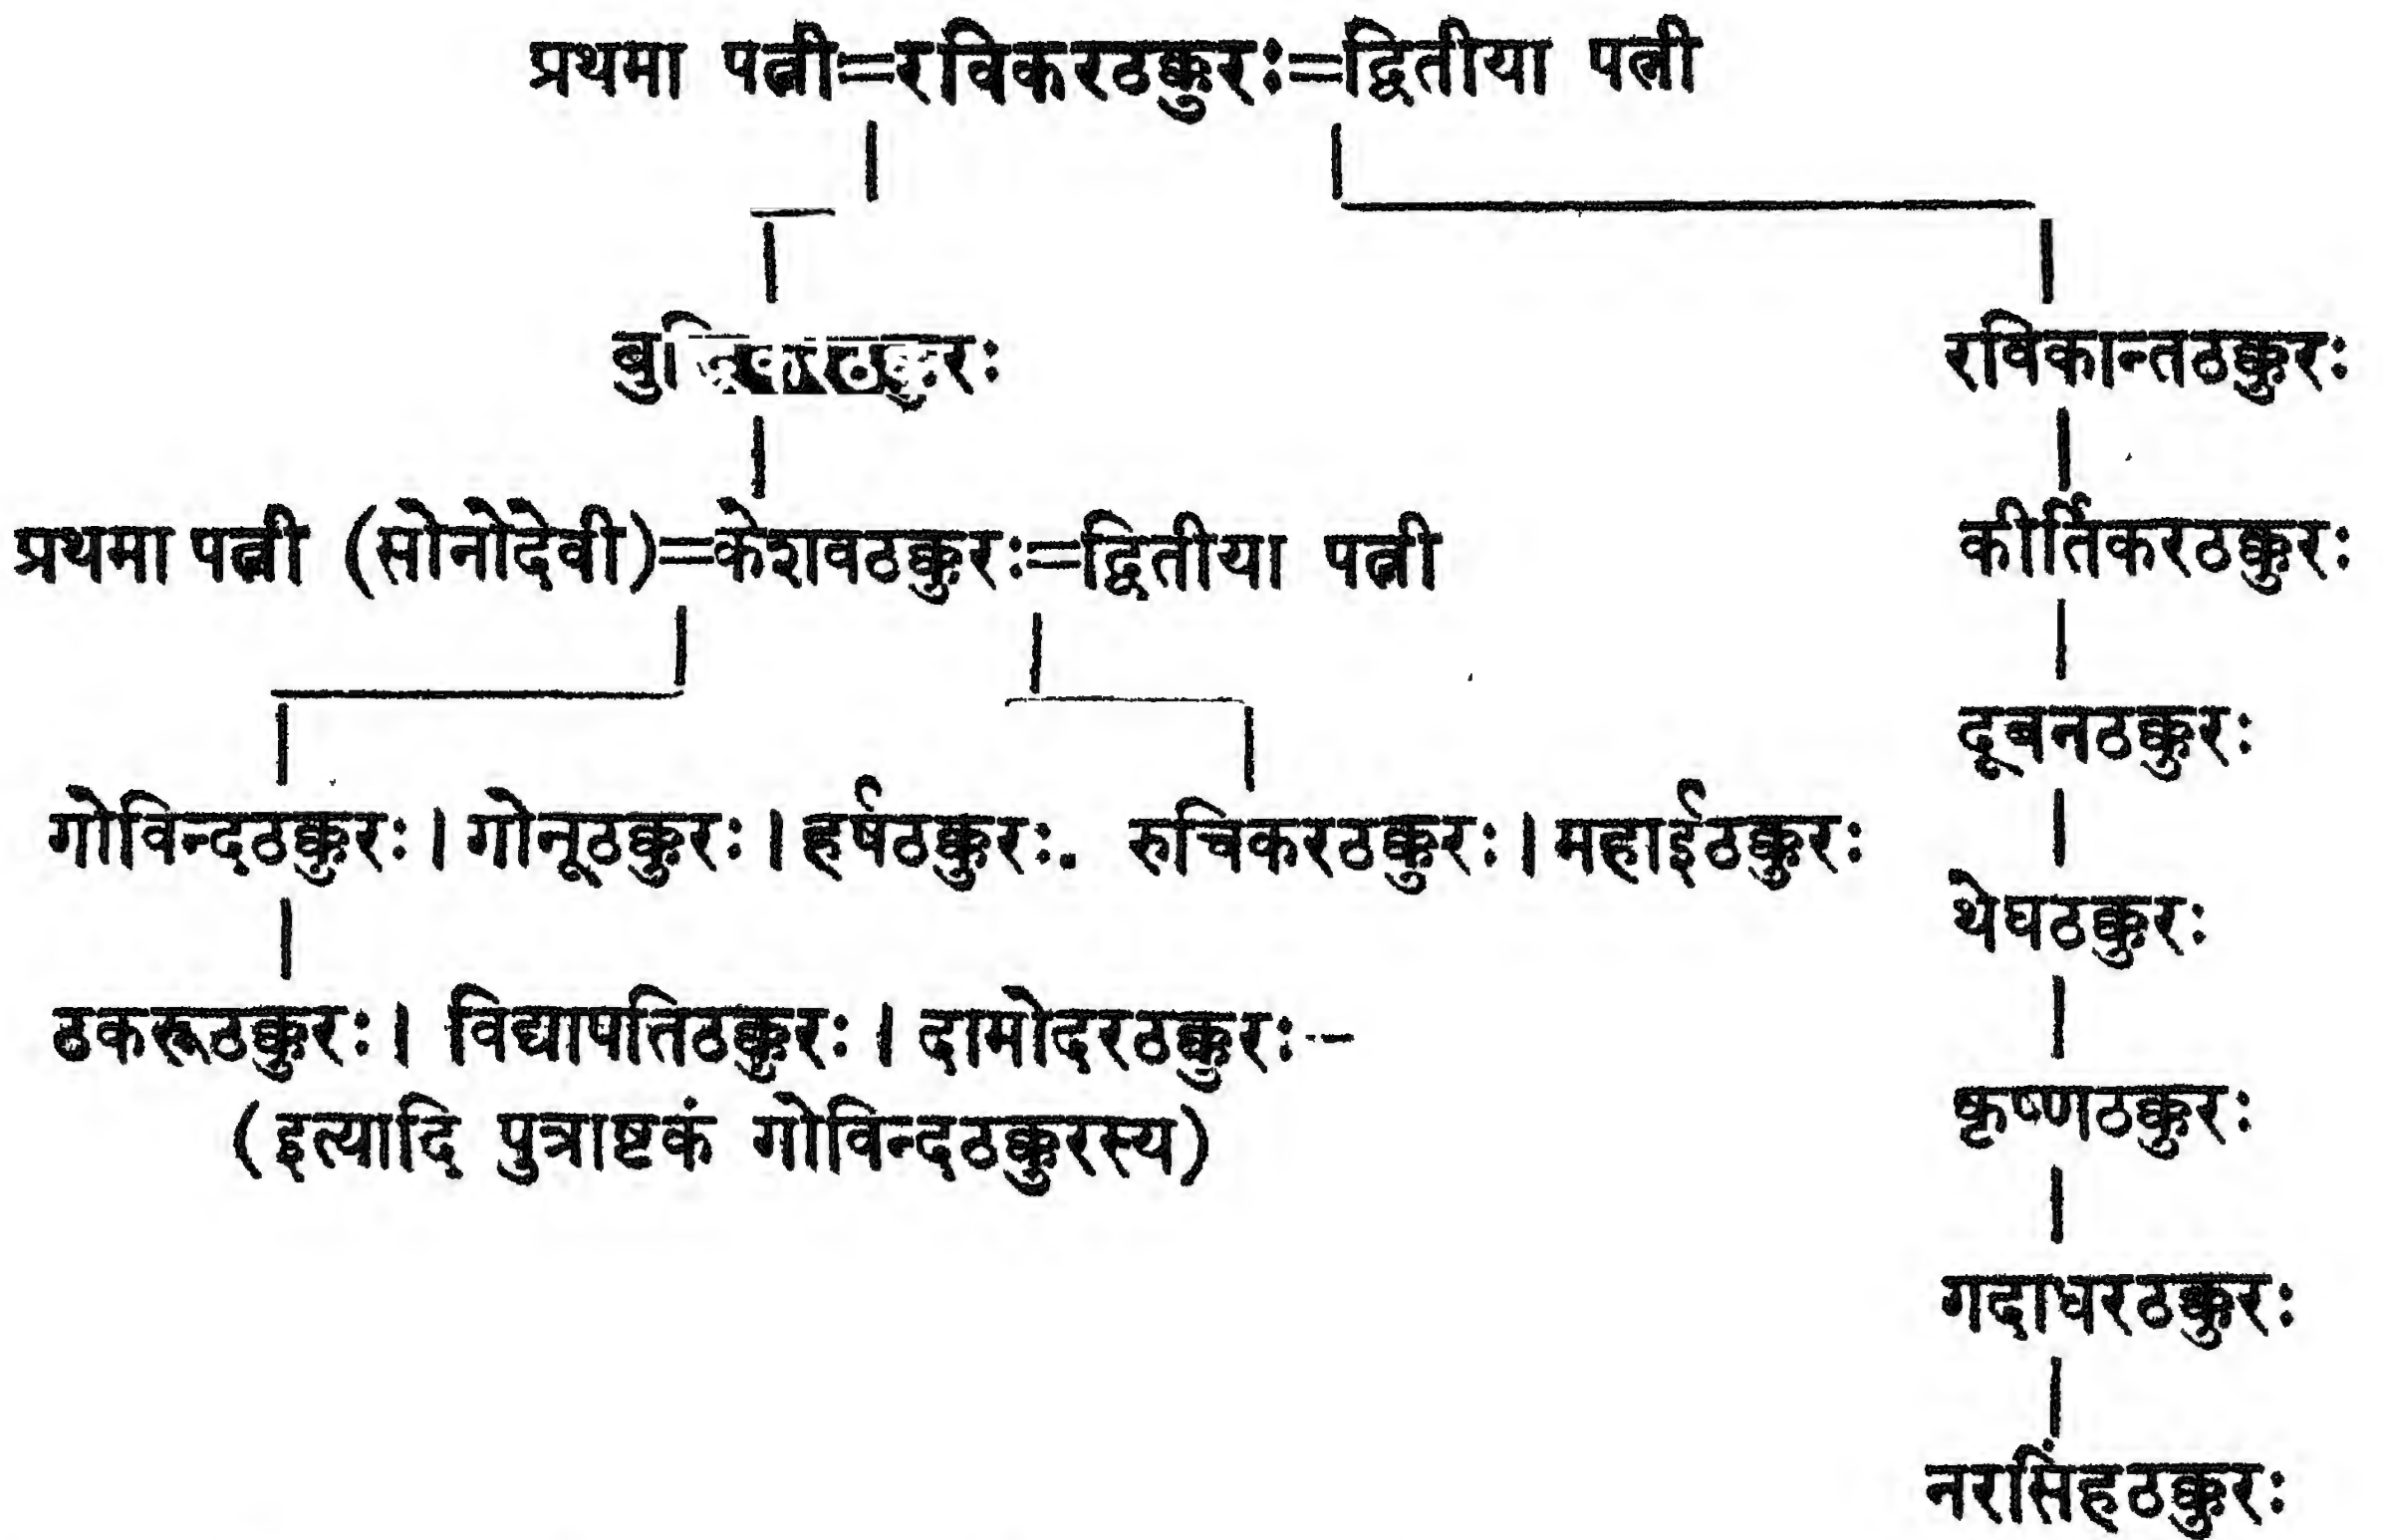 प्रथमा पत्नी=रविकरठक्कुरः=द्वितीया पत्नी
रविकान्तठक्कुरः
प्रथमा पत्नी (सोनोदेवी)=केशवठक्कुरः=द्वितीया पत्नी कीर्तिकरठक्कुरः
दूबनठक्कुरः
गोविन्दठक्कुरः। गोनूठक्कुरः। हर्षठक्कुरः. रुचिकरठक्कुरः। महाईठक्कुरः
थेघठक्कुरः
ठकरूठक्कुरः। विद्यापतिठक्कुरः। दामोदरठक्कुरः--
(इत्यादि पुत्राष्टकं गोविन्दठक्कुरस्य)
कृष्णठक्कुरः
गदाधरठक्कुरः
नरसिंहठक्कुरः